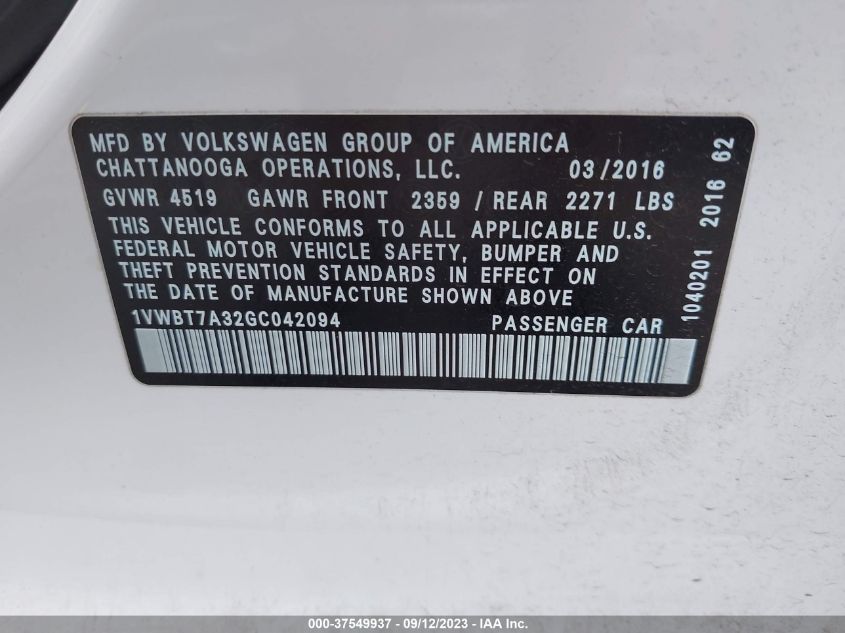 MFD BY VOLKSWAGEN GROUP OF AMERICA
CHATTANOOGA OPERATIONS, LLC. 03/2016
GVWR 4519 GAWR FRONT 2359 / REAR 2271 LBS
THIS VEHICLE CONFORMS TO ALL APPLICABLE U.S.
FEDERAL MOTOR VEHICLE SAFETY, BUMPER AND
THEFT PREVENTION STANDARDS IN EFFECT ON
THE DATE OF MANUFACTURE SHOWN ABOVE
1VWBT7A32GC042094 PASSENGER CAR
1040201 2016 62
000-37549937 - 09/12/2023 - IAA Inc.